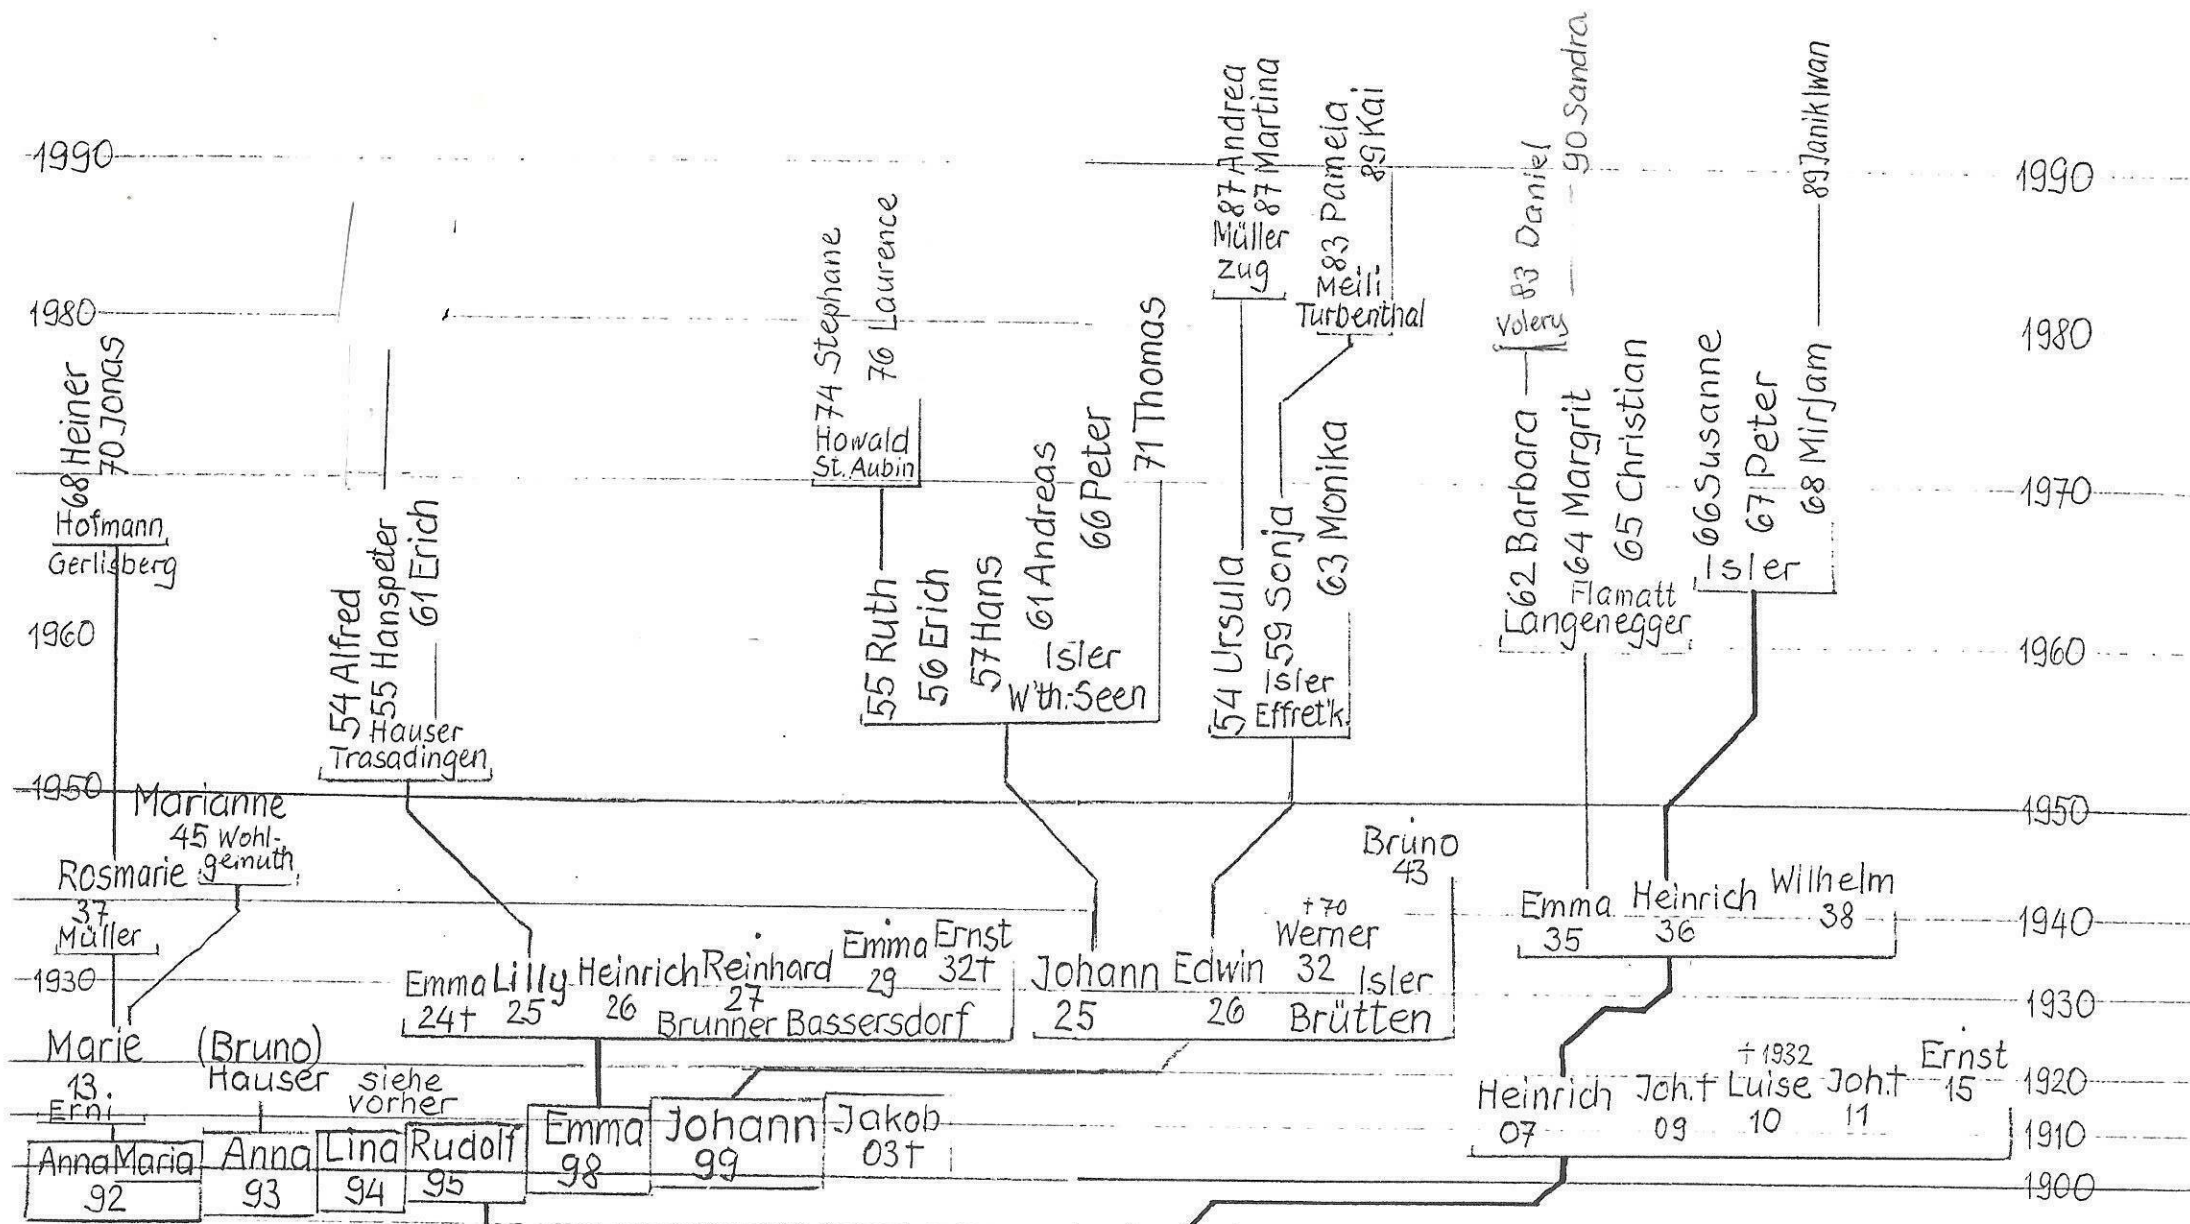 1990
1980
1960
1950
1930
68 Heiner
70 Jonas
Hofmann
Gerlisberg
Marianne
45 Wohl-
gemuth
Rosmarie
37
Müller
Marie
13
Erni
Anna Maria
92
(Bruno)
Hauser
Anna
93
siehe
vorher
Lina
94
Rudolf
95
Emma
98
Johann
99
Jakob
03†
54 Alfred
55 Hanspeter
61 Erich
Hauser
Trasadingen
Emma
24†
Lilly
25
Heinrich
26
Reinhard
27
Emma
29
Ernst
32†
Brunner Bassersdorf
74 Stephane
76 Laurence
Howald
St. Aubin
55 Ruth
56 Erich
57 Hans
61 Andreas
66 Peter
71 Thomas
Isler
W'th.-Seen
87 Andrea
87 Martina
Müller
Zug
83 Pamela
89 Kai
Meili
Turbenthal
54 Ursula
59 Sonja
63 Monika
Isler
Effret'k.
Johann
25
Edwin
26
†70
Werner
32
Bruno
43
Isler
Brütten
83 Daniel
90 Sandra
Volery
62 Barbara
64 Margrit
65 Christian
Flamatt
Langenegger
66 Susanne
67 Peter
68 Mirjam
89 Janik Iwan
Isler
Emma
35
Heinrich
36
Wilhelm
38
Heinrich
07
Joh.†
09
†1932
Luise
10
Joh.†
11
Ernst
15
1990
1980
1970
1960
1950
1940
1930
1920
1910
1900